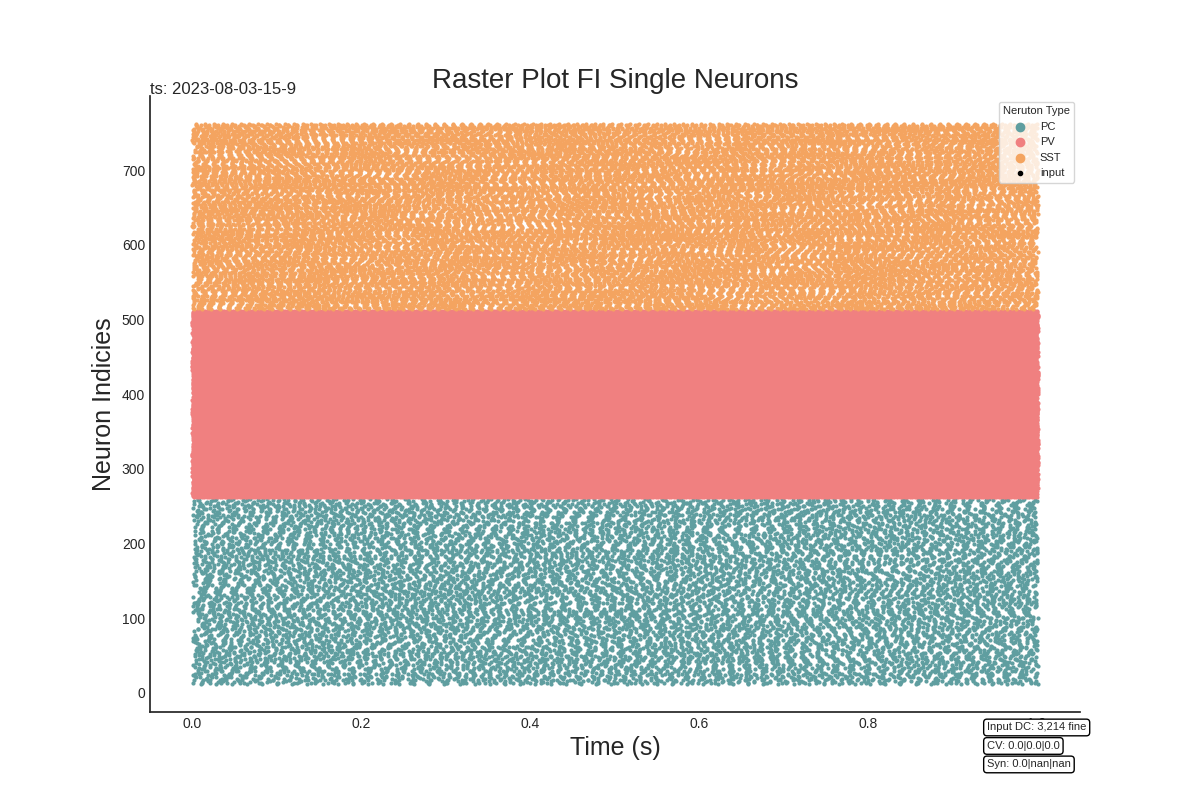 Raster Plot FI Single Neurons
ts: 2023-08-03-15-9
Neruton Type
PC
PV
SST
input
Neuron Indicies
700
600
500
400
300
200
100
0
0.0 0.2 0.4 0.6 0.8
Time (s)
Input DC: 3,214 fine
CV: 0.0|0.0|0.0
Syn: 0.0|nan|nan